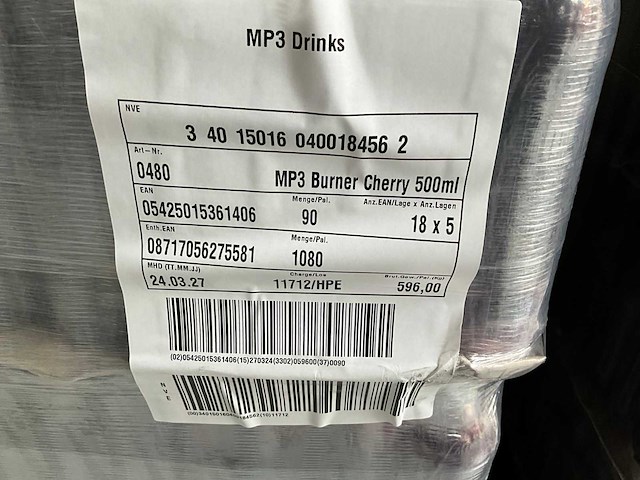 MP3 Drinks
NVE
3 40 15016 040018456 2
Art-Nr.
0480 MP3 Burner Cherry 500ml
EAN Menge/Pal. Anz.EAN/Lage x Anz.Lagen
05425015361406 90 18 x 5
Enth.EAN Menge/Pal.
08717056275581 1080
MHD (TT.MM.JJ) Charge/Los Brut.Gew./Pal.(Kg)
24.03.27 11712/HPE 596,00
(02)05425015361406(15)270324(3302)059600(37)0090
NVE